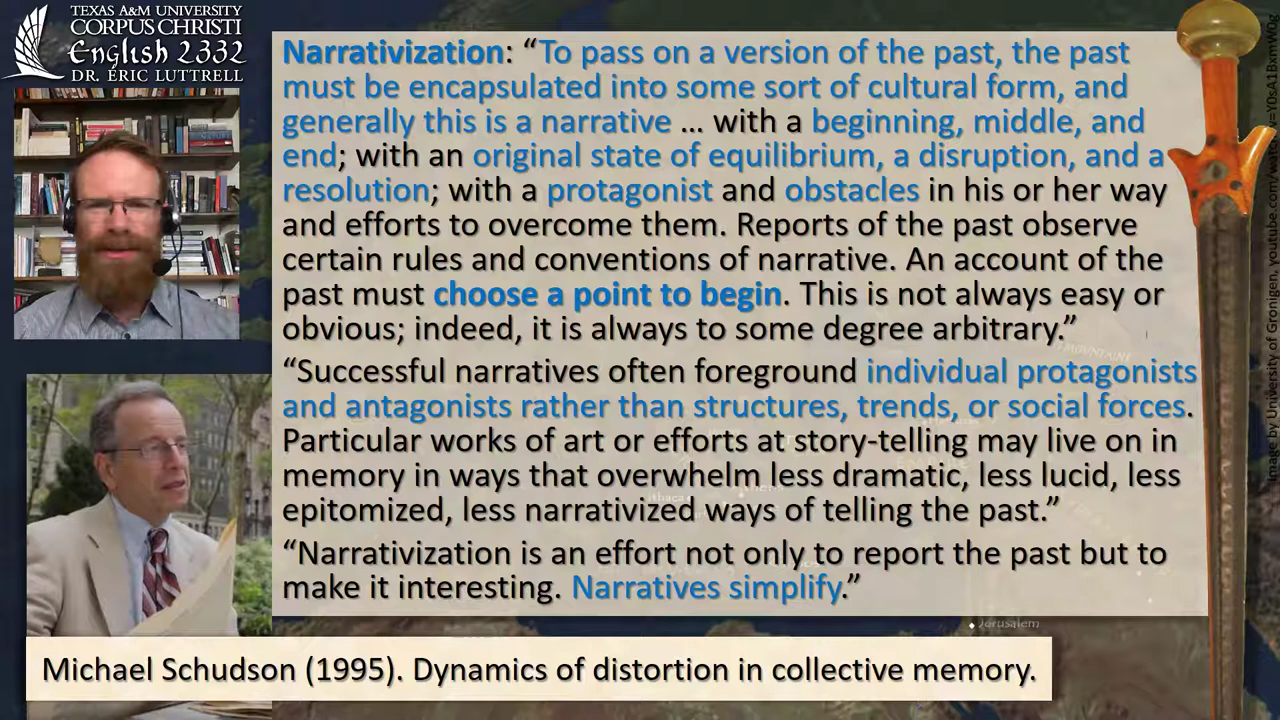 TEXAS A&M UNIVERSITY
CORPUS CHRISTI
English 2332
DR. ERIC LUTTRELL
Narrativization: “To pass on a version of the past, the past
must be encapsulated into some sort of cultural form, and
generally this is a narrative … with a beginning, middle, and
end; with an original state of equilibrium, a disruption, and a
resolution; with a protagonist and obstacles in his or her way
and efforts to overcome them. Reports of the past observe
certain rules and conventions of narrative. An account of the
past must choose a point to begin. This is not always easy or
obvious; indeed, it is always to some degree arbitrary.”
“Successful narratives often foreground individual protagonists
and antagonists rather than structures, trends, or social forces.
Particular works of art or efforts at story-telling may live on in
memory in ways that overwhelm less dramatic, less lucid, less
epitomized, less narrativized ways of telling the past.”
“Narrativization is an effort not only to report the past but to
make it interesting. Narratives simplify.”
Ithaca
Jerusalem
Michael Schudson (1995). Dynamics of distortion in collective memory.
Image by University of Gronigen,